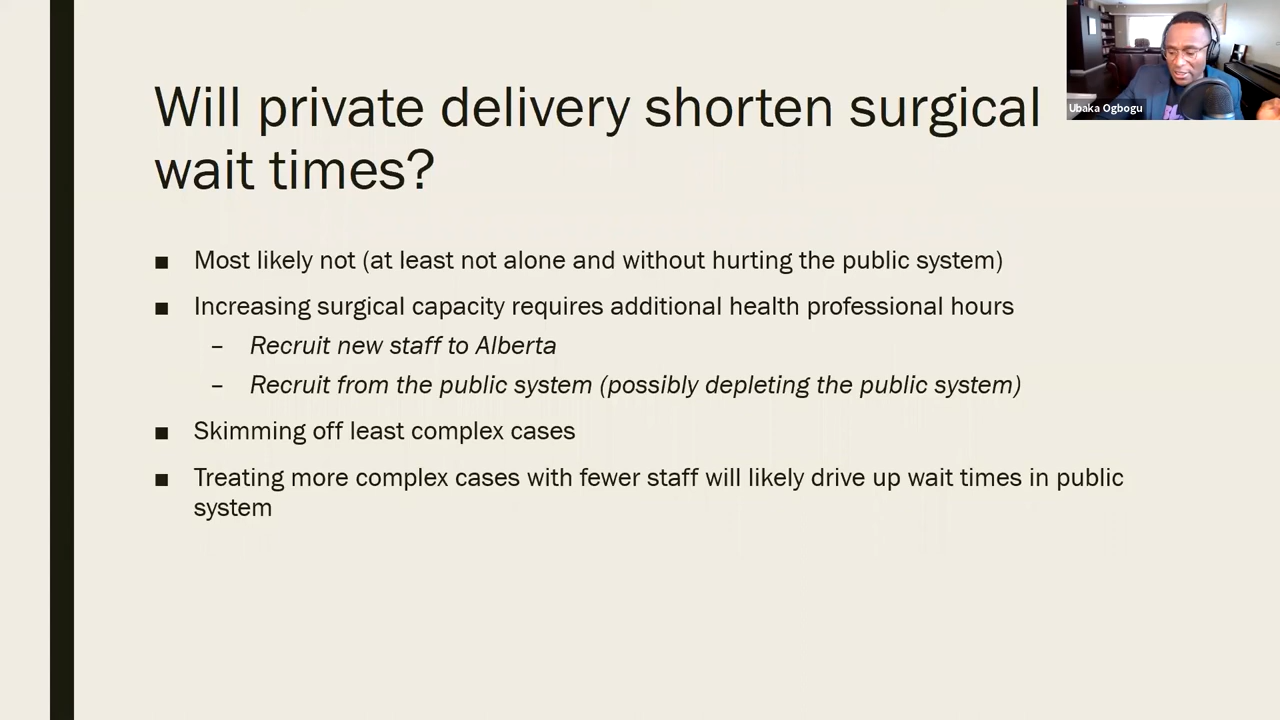 Will private delivery shorten surgical
wait times?
Ubaka Ogbogu
■ Most likely not (at least not alone and without hurting the public system)
■ Increasing surgical capacity requires additional health professional hours
– Recruit new staff to Alberta
– Recruit from the public system (possibly depleting the public system)
■ Skimming off least complex cases
■ Treating more complex cases with fewer staff will likely drive up wait times in public
system